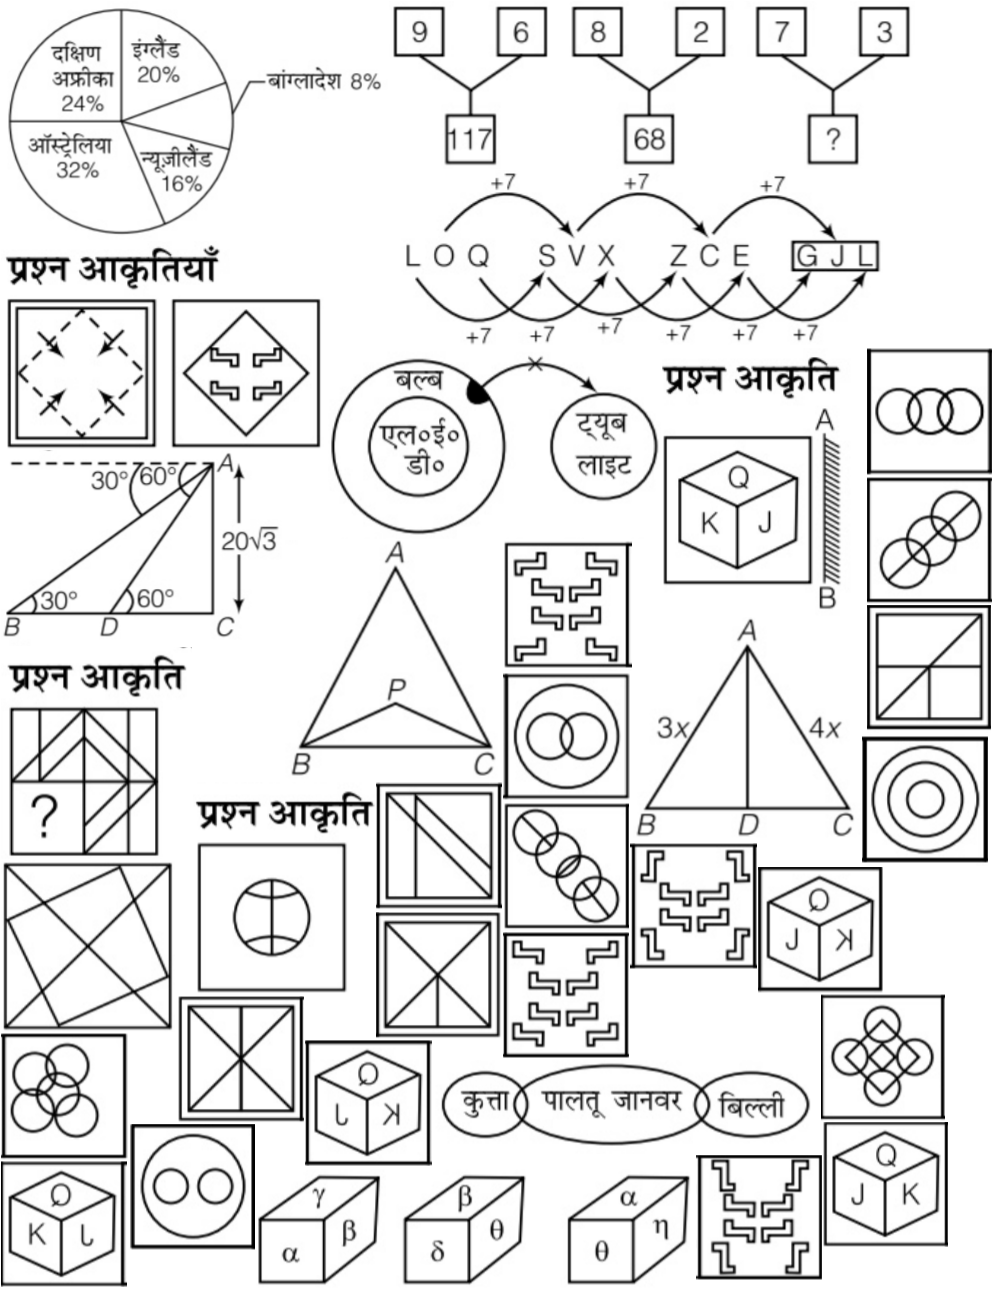 दक्षिण
अफ्रीका
24%
इंग्लैंड
20%
बांग्लादेश 8%
ऑस्ट्रेलिया
32%
न्यूज़ीलैंड
16%
9 6 8 2 7 3
117 68 ?
+7 +7 +7
L O Q S V X Z C E G J L
+7 +7 +7 +7 +7 +7
प्रश्न आकृतियाँ
बल्ब
एल०ई०
डी०
×
ट्यूब
लाइट
प्रश्न आकृति
A
Q
K J
B
30° 60° A
20√3
30° 60°
B D C
A
P
B C
A
3x 4x
B D C
प्रश्न आकृति
?
प्रश्न आकृति
Q
J K
Q
J K
कुत्ता पालतू जानवर बिल्ली
Q
J K
Q
K J
γ
β
α
β
θ
δ
α
η
θ